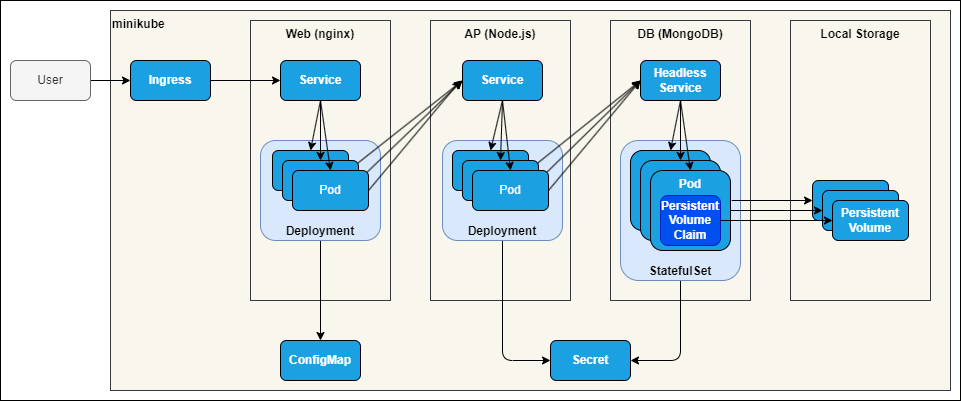 minikube
Web (nginx)
AP (Node.js)
DB (MongoDB)
Local Storage
User
Ingress
Service
Service
Headless
Service
Pod
Deployment
Pod
Deployment
Pod
Persistent
Volume
Claim
StatefulSet
Persistent
Volume
ConfigMap
Secret